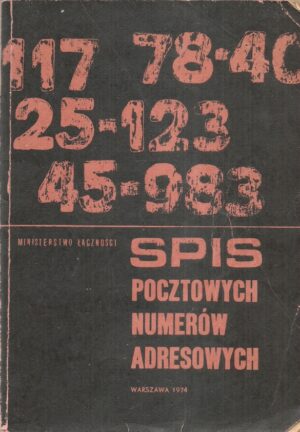 117 78-40
25-123
45-983
MINISTERSTWO ŁĄCZNOŚCI
SPIS
POCZTOWYCH
NUMERÓW
ADRESOWYCH
WARSZAWA 1974